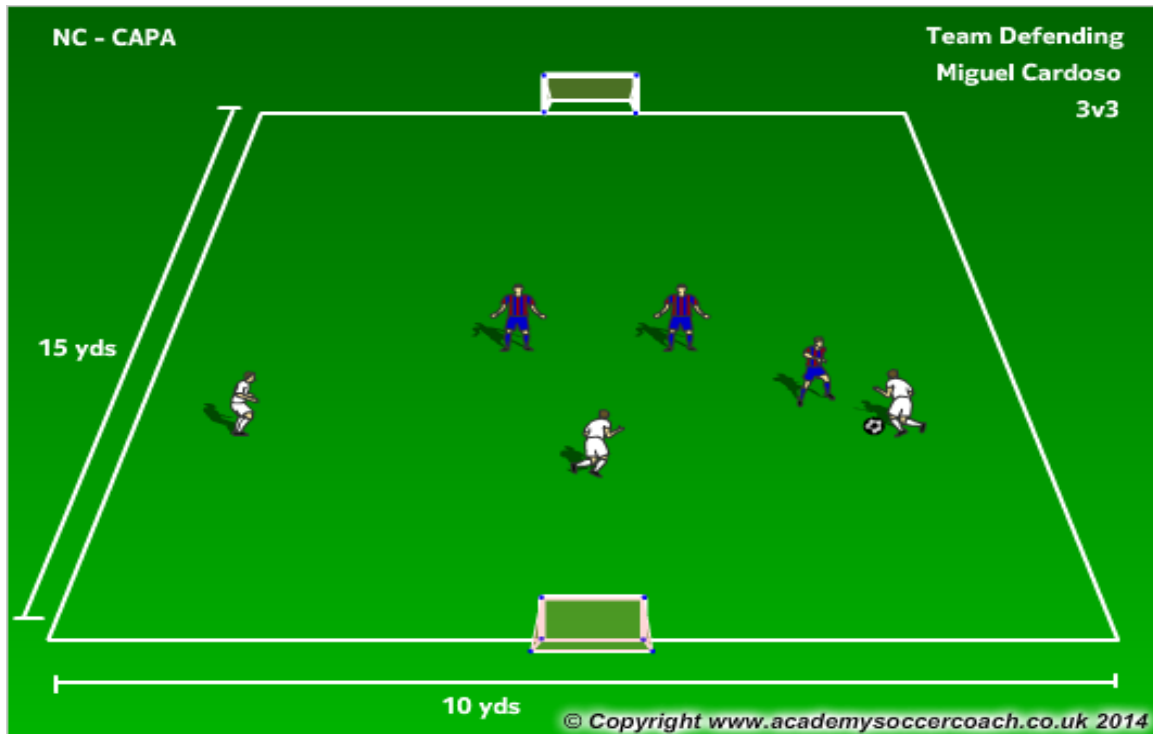 NC - CAPA
Team Defending
Miguel Cardoso
3v3
15 yds
10 yds
© Copyright www.academysoccercoach.co.uk 2014